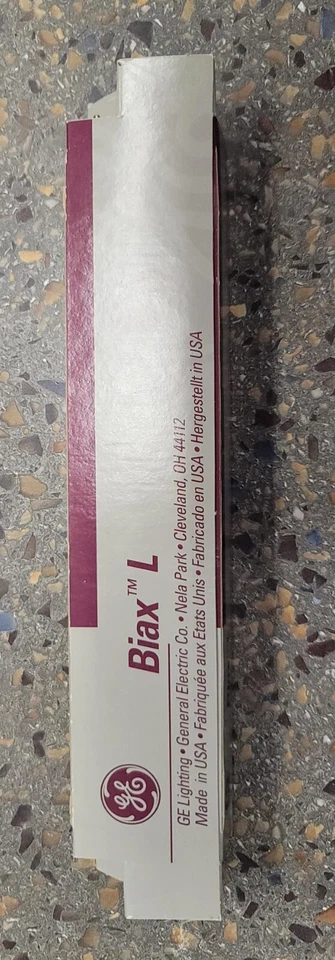 GE
Biax™ L
GE Lighting • General Electric Co. • Nela Park • Cleveland, OH 44112
Made in USA • Fabriquée aux Etats Unis • Fabricado en USA • Hergestellt in USA